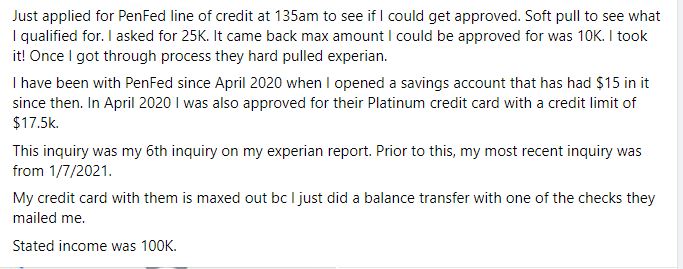 Just applied for PenFed line of credit at 135am to see if I could get approved. Soft pull to see what
I qualified for. I asked for 25K. It came back max amount I could be approved for was 10K. I took
it! Once I got through process they hard pulled experian.
I have been with PenFed since April 2020 when I opened a savings account that has had $15 in it
since then. In April 2020 I was also approved for their Platinum credit card with a credit limit of
$17.5k.
This inquiry was my 6th inquiry on my experian report. Prior to this, my most recent inquiry was
from 1/7/2021.
My credit card with them is maxed out bc I just did a balance transfer with one of the checks they
mailed me.
Stated income was 100K.